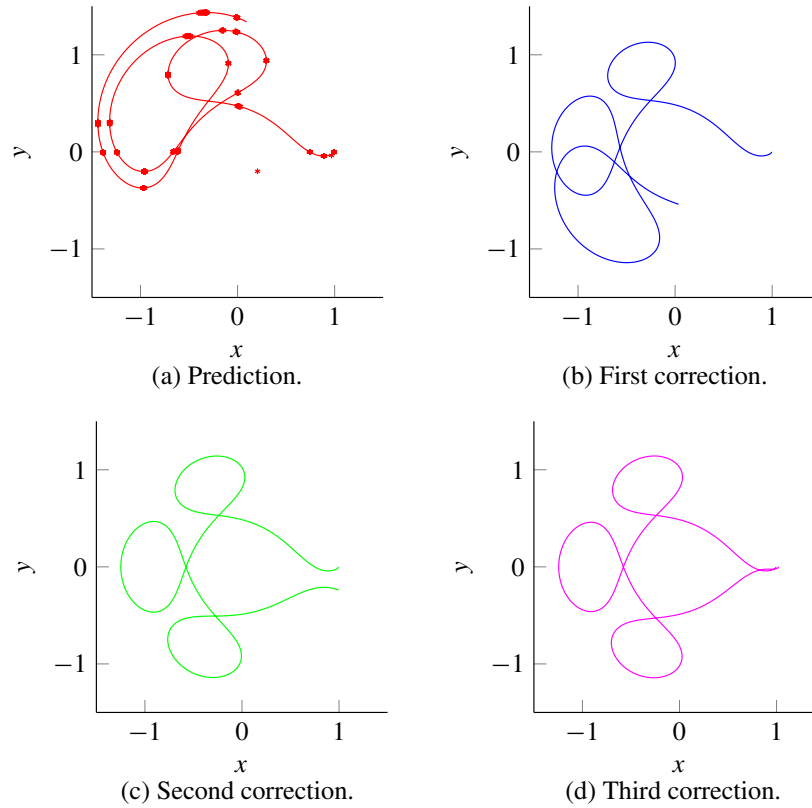 1
0
−1
y
−1 0 1
x
(a) Prediction.
1
0
−1
y
−1 0 1
x
(b) First correction.
1
0
−1
y
−1 0 1
x
(c) Second correction.
1
0
−1
y
−1 0 1
x
(d) Third correction.